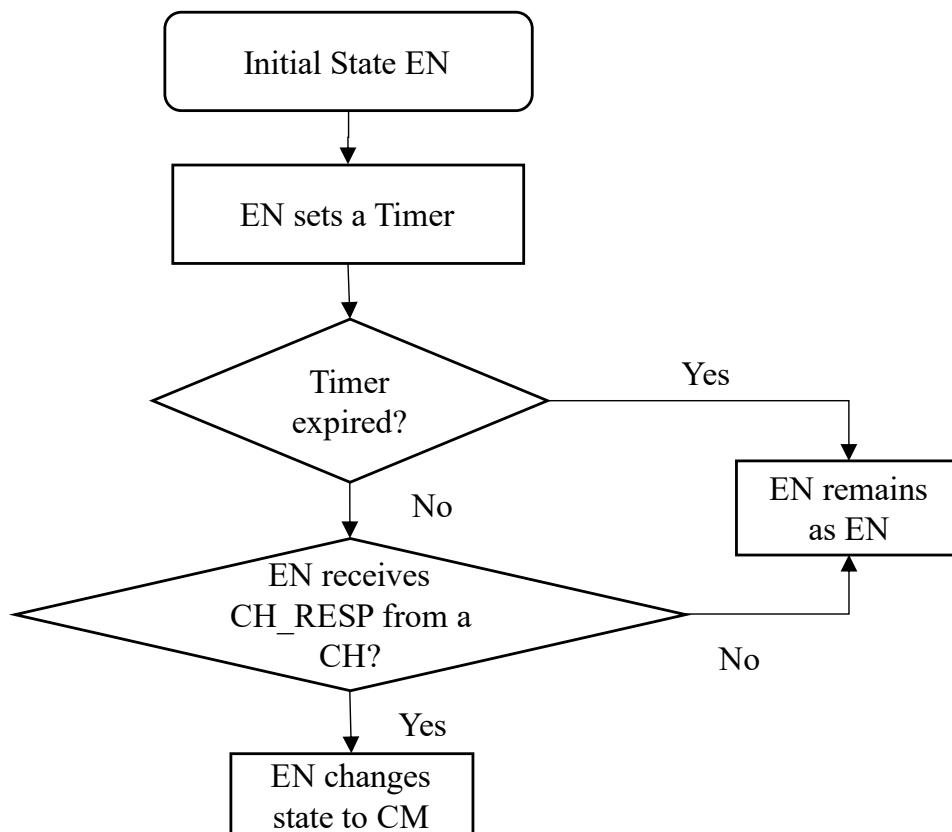 Initial State EN
EN sets a Timer
Timer
expired?
Yes
EN remains
as EN
No
EN receives
CH_RESP from a
CH?
No
Yes
EN changes
state to CM